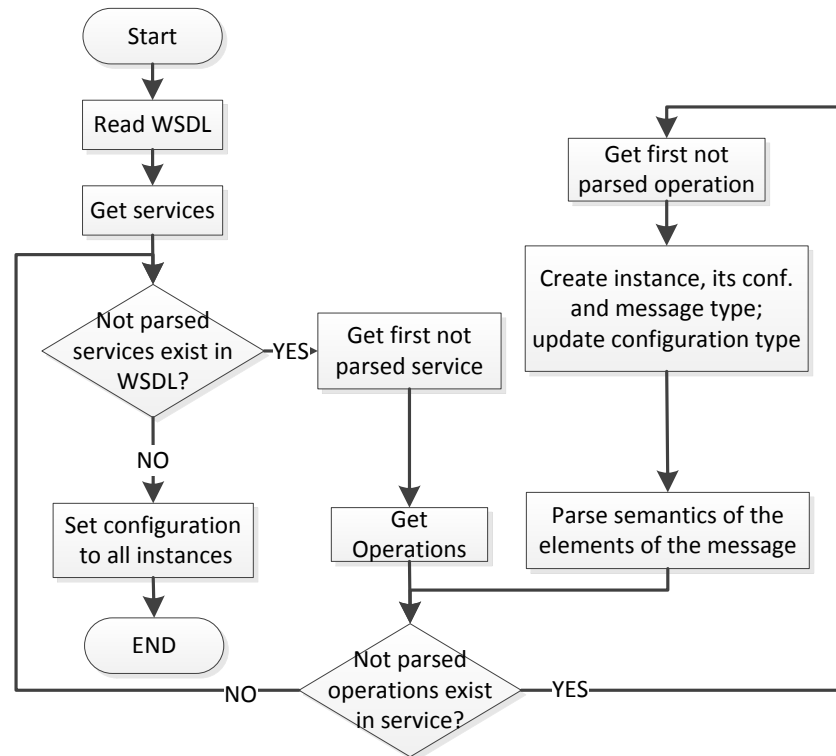 Start
Read WSDL
Get services
Not parsed
services exist in
WSDL?
YES
Get first not
parsed service
NO
Set configuration
to all instances
END
Get
Operations
Not parsed
operations exist
in service?
NO
YES
Get first not
parsed operation
Create instance, its conf.
and message type;
update configuration type
Parse semantics of the
elements of the message